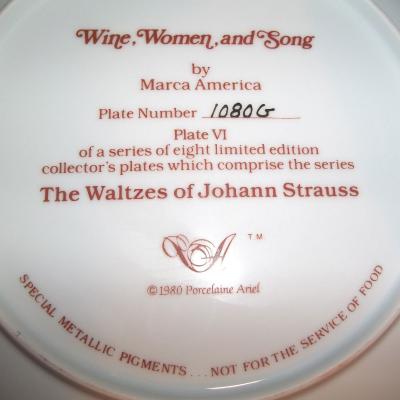 Wine, Women, and Song
by
Marca America
Plate Number 1080G
Plate VI
of a series of eight limited edition
collector's plates which comprise the series
The Waltzes of Johann Strauss
TM
©1980 Porcelaine Ariel
SPECIAL METALLIC PIGMENTS... NOT FOR THE SERVICE OF FOOD